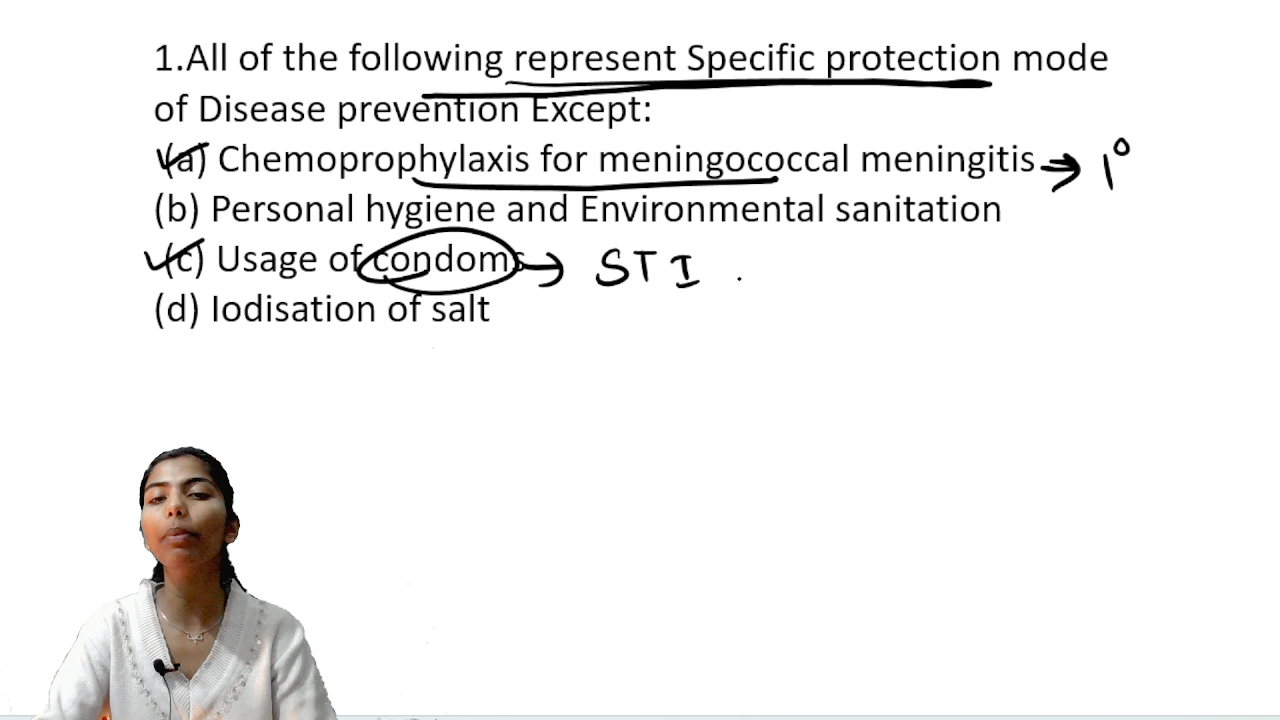 1.All of the following represent Specific protection mode
of Disease prevention Except:
(a) Chemoprophylaxis for meningococcal meningitis → 1°
(b) Personal hygiene and Environmental sanitation
(c) Usage of condoms → STI
(d) Iodisation of salt